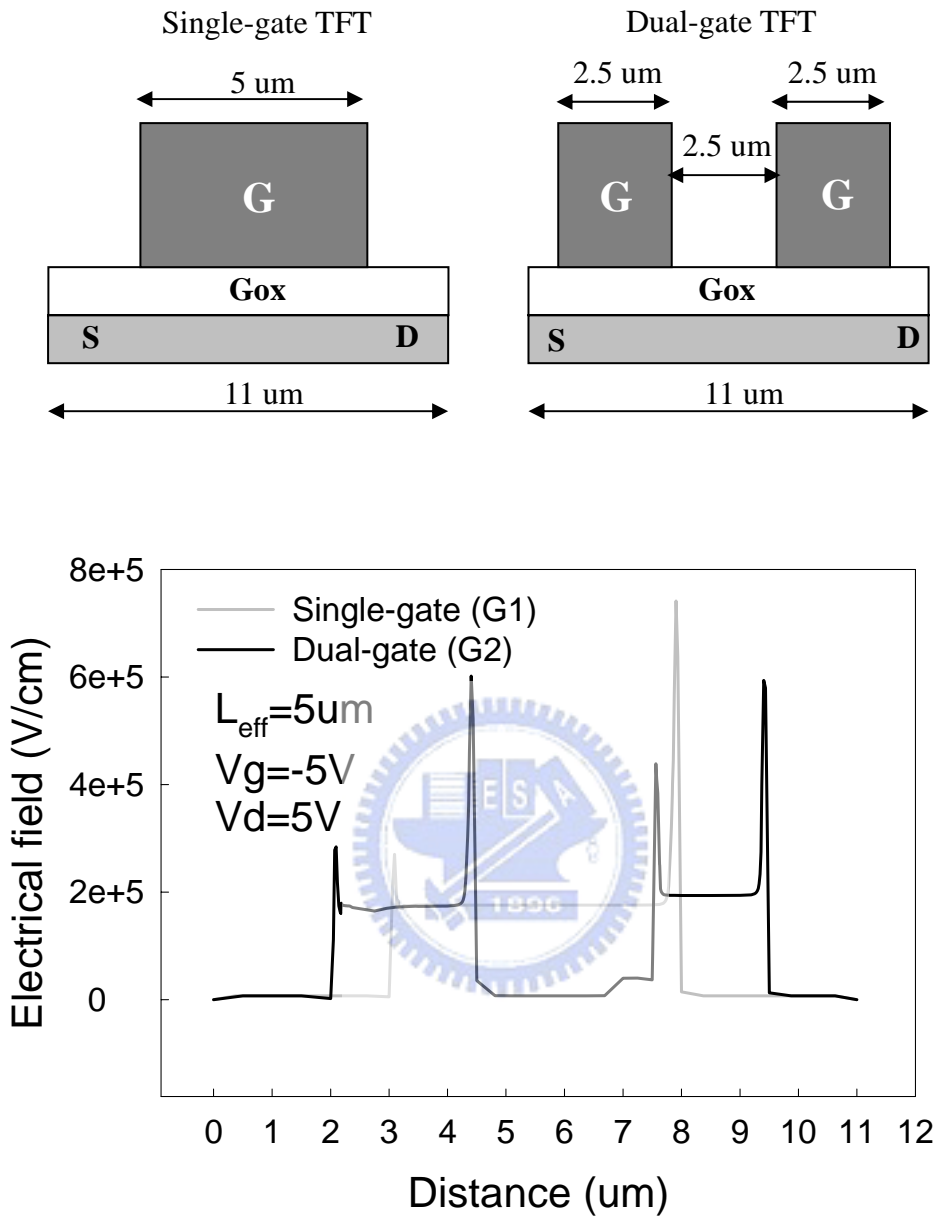 Single-gate TFT
Dual-gate TFT
5 um
2.5 um
2.5 um
2.5 um
G
G
G
Gox
Gox
S
D
S
D
11 um
11 um
8e+5
6e+5
4e+5
2e+5
0
Electrical field (V/cm)
Single-gate (G1)
Dual-gate (G2)
Leff=5um
Vg=-5V
Vd=5V
E S A
1896
0 1 2 3 4 5 6 7 8 9 10 11 12
Distance (um)